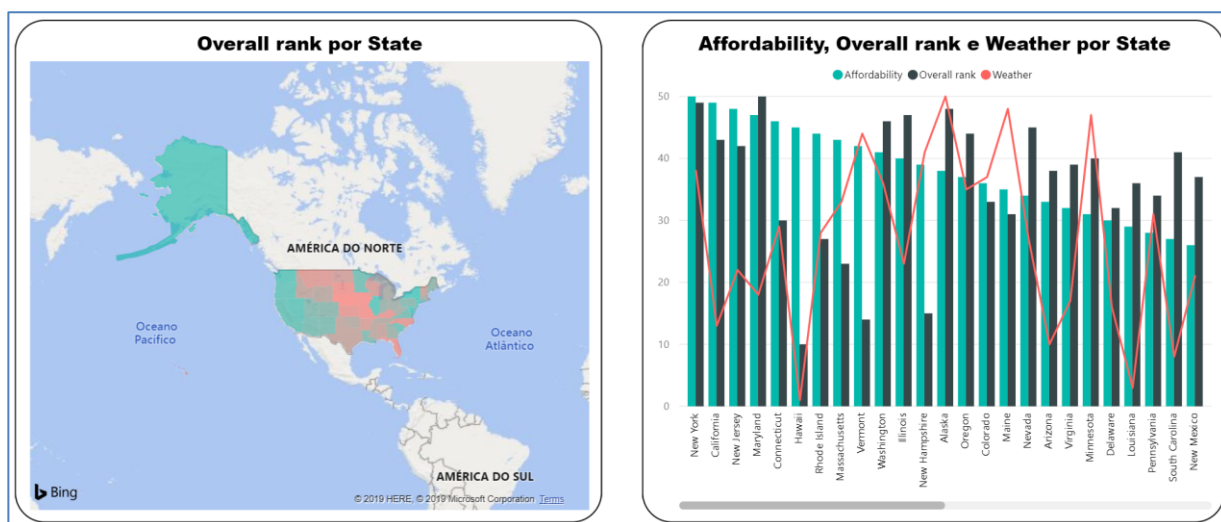 Overall rank por State
AMÉRICA DO NORTE
Oceano
Pacífico
Oceano
Atlântico
AMÉRICA DO SUL
Bing
© 2019 HERE, © 2019 Microsoft Corporation Terms
Affordability, Overall rank e Weather por State
Affordability Overall rank Weather
50
40
30
20
10
0
New York
California
New Jersey
Maryland
Connecticut
Hawai
Rhode Island
Massachusetts
Vermont
Washington
Illinois
New Hampshire
Alaska
Oregon
Colorado
Maine
Nevada
Arizona
Virginia
Minnesota
Delaware
Louisiana
Pennsylvania
South Carolina
New Mexico